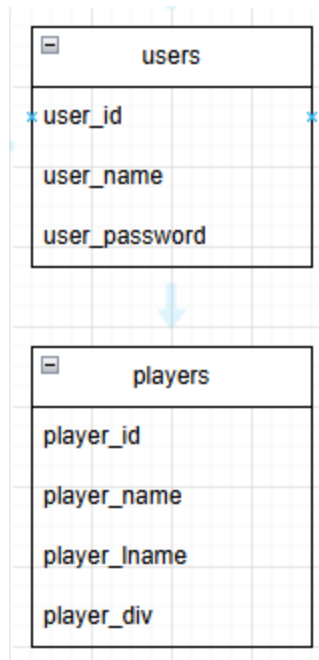 users
user_id
user_name
user_password
players
player_id
player_name
player_lname
player_div